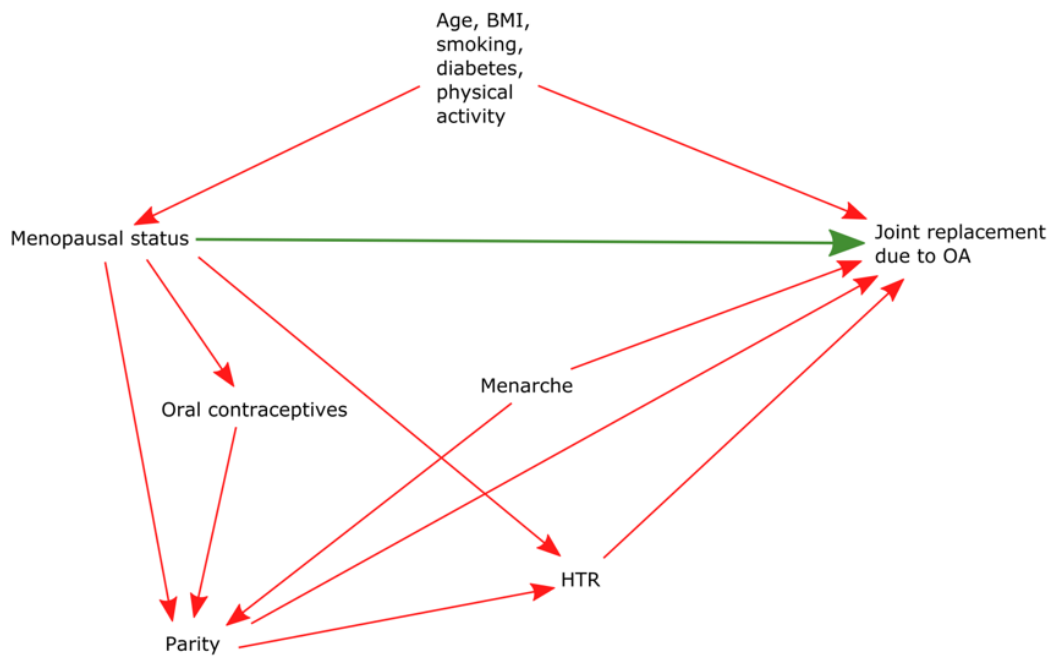 Age, BMI,
smoking,
diabetes,
physical
activity
Menopausal status
Joint replacement
due to OA
Menarche
Oral contraceptives
HTR
Parity